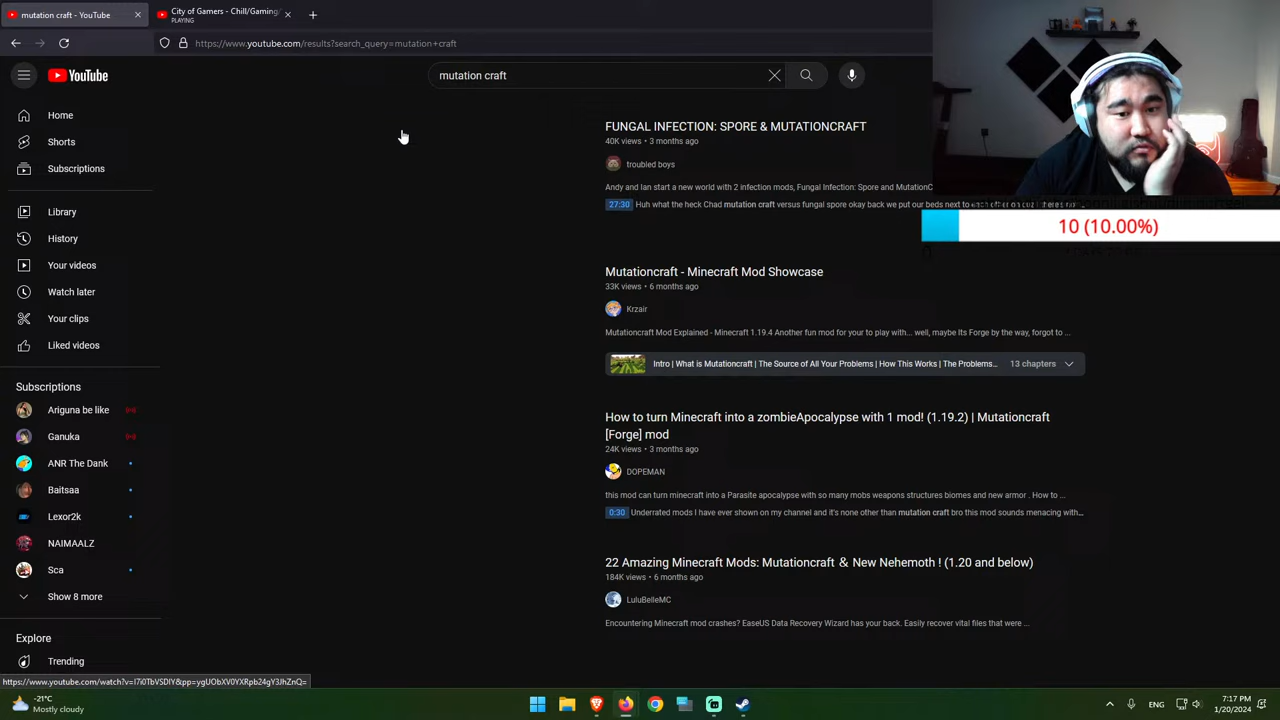 mutation craft - YouTube
City of Gamers - Chill/Gaming/
PLAYING
https://www.youtube.com/results?search_query=mutation+craft
YouTube
mutation craft
Home
Shorts
Subscriptions
Library
History
Your videos
Watch later
Your clips
Liked videos
Subscriptions
Ariguna be like
Ganuka
ANR The Dank
Baitsaa
Lexor2k
NAIMAALZ
Sca
Show 8 more
Explore
Trending
FUNGAL INFECTION: SPORE & MUTATIONCRAFT
40K views • 3 months ago
troubled boys
Andy and Ian start a new world with 2 infection mods, Fungal Infection: Spore and MutationC
27:30 Huh what the heck Chad mutation craft versus fungal spore okay back we put our beds next to
10 (10.00%)
Mutationcraft - Minecraft Mod Showcase
33K views • 6 months ago
Krzair
Mutationcraft Mod Explained - Minecraft 1.19.4 Another fun mod for your to play with... well, maybe Its Forge by the way, forgot to ...
Intro | What is Mutationcraft | The Source of All Your Problems | How This Works | The Problems... 13 chapters
How to turn Minecraft into a zombieApocalypse with 1 mod! (1.19.2) | Mutationcraft
[Forge] mod
24K views • 3 months ago
DOPEMAN
this mod can turn minecraft into a Parasite apocalypse with so many mobs weapons structures biomes and new armor . How to ...
0:30 Underrated mods I have ever shown on my channel and it's none other than mutation craft bro this mod sounds menacing with...
22 Amazing Minecraft Mods: Mutationcraft & New Nehemoth ! (1.20 and below)
184K views • 6 months ago
LuluBelleMC
Encountering Minecraft mod crashes? EaseUS Data Recovery Wizard has your back. Easily recover vital files that were ...
https://www.youtube.com/watch?v=I7i0TbVSDIY&pp=ygUObXV0YXRpb24gY3JhZnQ=
-21°C
Mostly cloudy
ENG
7:17 PM
1/20/2024